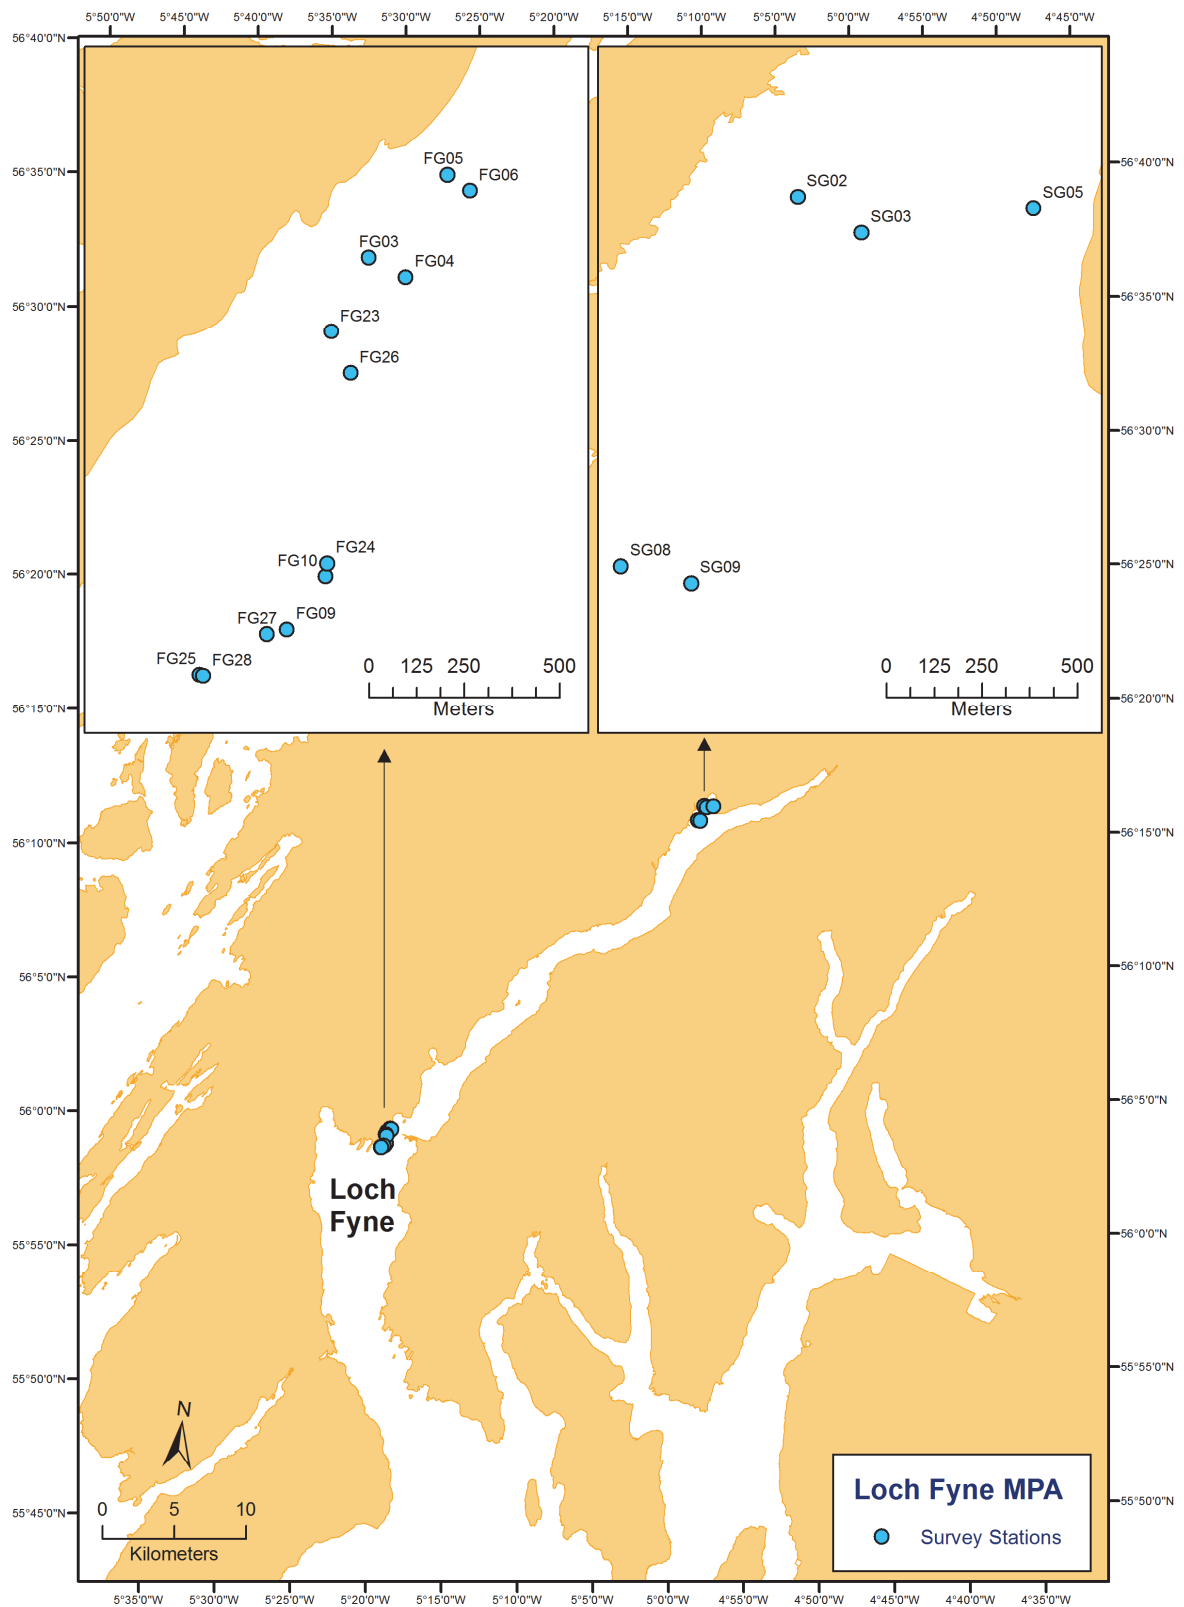 5°50'0"W 5°45'0"W 5°40'0"W 5°35'0"W 5°30'0"W 5°25'0"W 5°20'0"W 5°15'0"W 5°10'0"W 5°5'0"W 5°0'0"W 4°55'0"W 4°50'0"W 4°45'0"W
56°40'0"N
FG05
FG06
FG03
FG04
FG23
FG26
FG24
FG10
FG09
FG27
FG25
FG28
0 125 250 500
Meters
SG02
SG05
SG03
SG08
SG09
0 125 250 500
Meters
56°35'0"N
56°30'0"N
56°25'0"N
56°20'0"N
56°15'0"N
56°10'0"N
56°5'0"N
56°0'0"N
55°55'0"N
55°50'0"N
55°45'0"N
56°40'0"N
56°35'0"N
56°30'0"N
56°25'0"N
56°20'0"N
56°15'0"N
56°10'0"N
56°5'0"N
56°0'0"N
55°55'0"N
55°50'0"N
Loch
Fyne
N
0 5 10
Kilometers
Loch Fyne MPA
Survey Stations
5°35'0"W 5°30'0"W 5°25'0"W 5°20'0"W 5°15'0"W 5°10'0"W 5°5'0"W 5°0'0"W 4°55'0"W 4°50'0"W 4°45'0"W 4°40'0"W 4°35'0"W